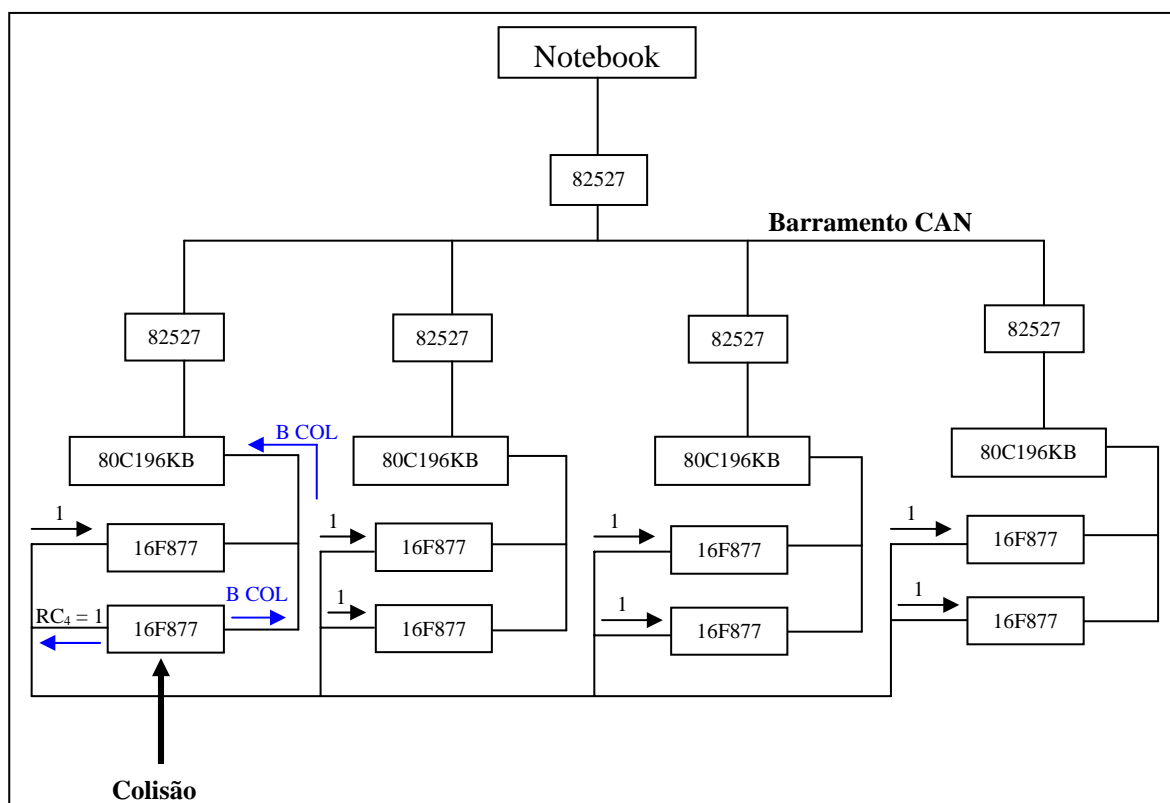 Notebook
82527
Barramento CAN
82527
82527
82527
82527
B COL
80C196KB
80C196KB
80C196KB
80C196KB
1
16F877
1
16F877
1
16F877
1
16F877
RC₄ = 1
16F877
B COL
1
16F877
1
16F877
1
16F877
Colisão